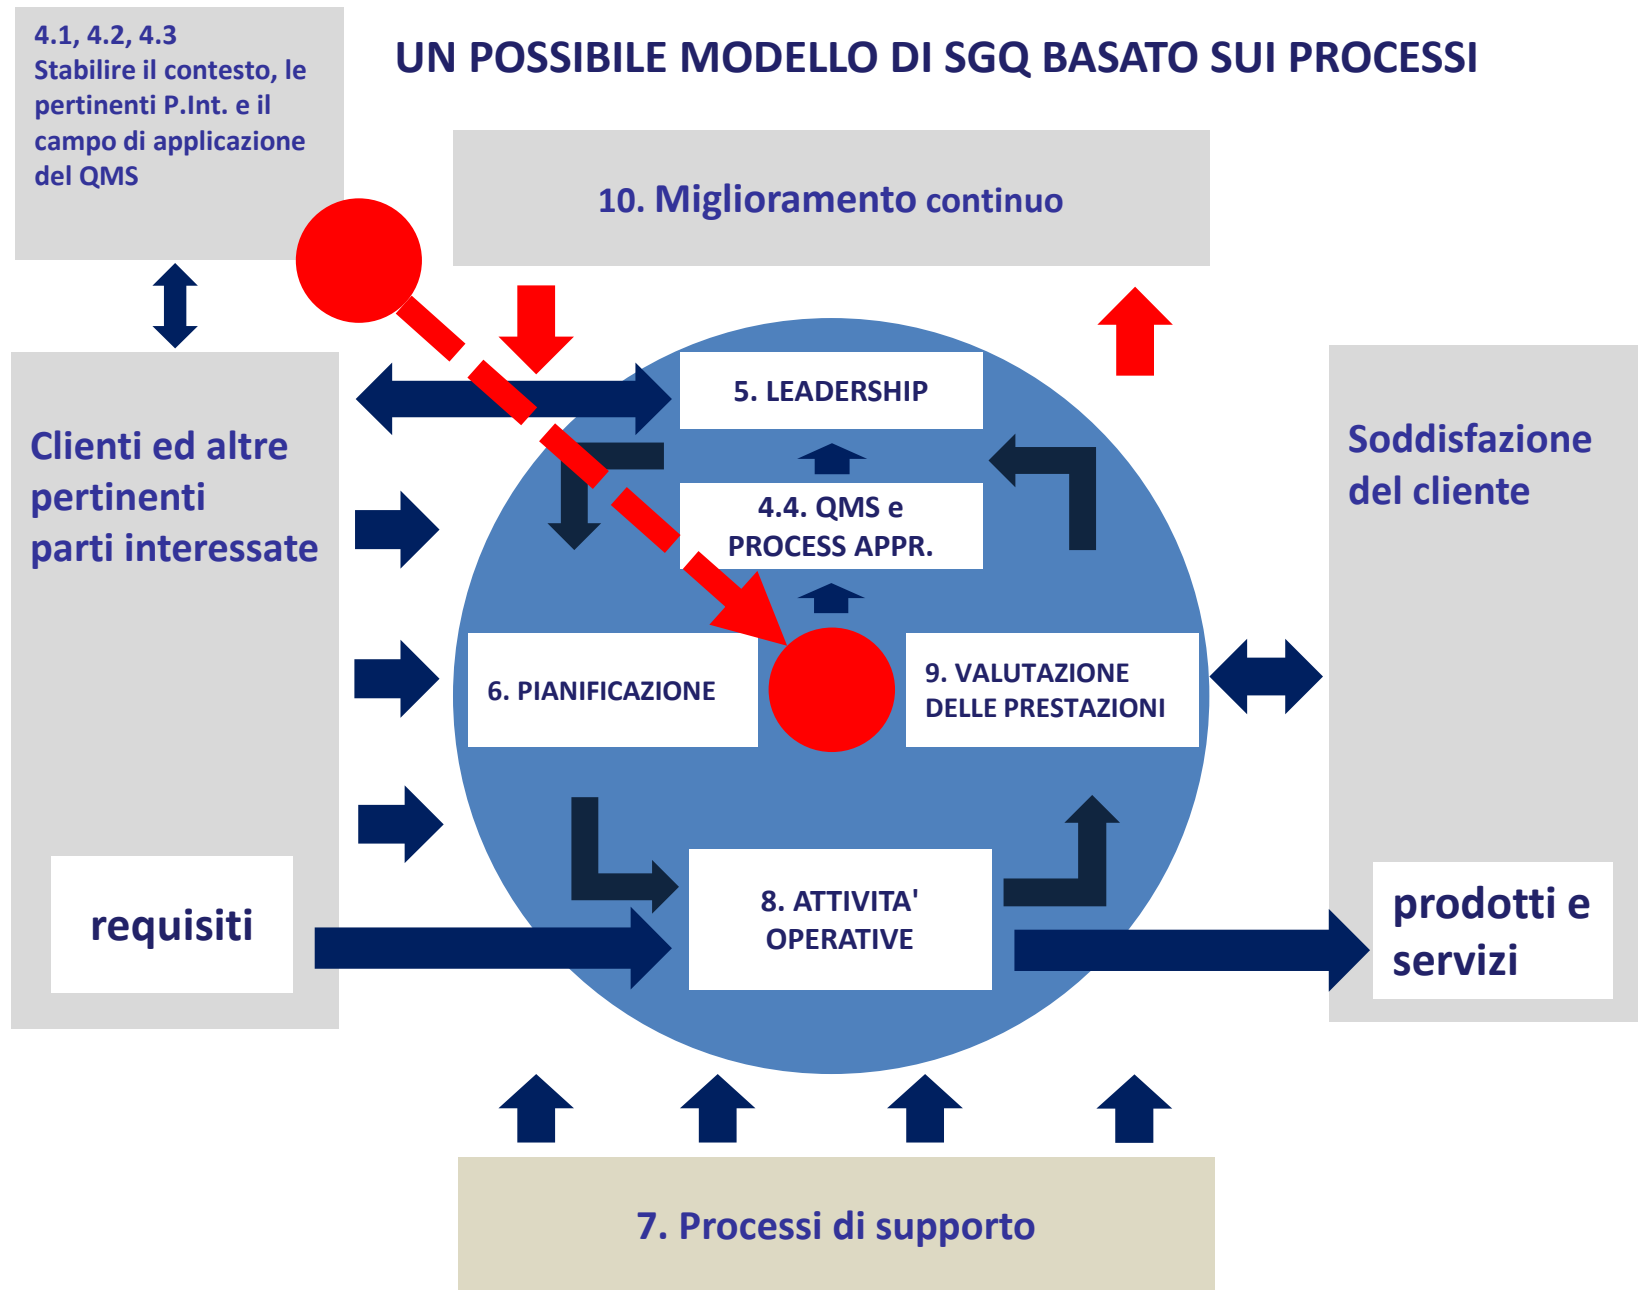 4.1, 4.2, 4.3
Stabilire il contesto, le
pertinenti P.Int. e il
campo di applicazione
del QMS
UN POSSIBILE MODELLO DI SGQ BASATO SUI PROCESSI
10. Miglioramento continuo
5. LEADERSHIP
Clienti ed altre
pertinenti
parti interessate
Soddisfazione
del cliente
4.4. QMS e
PROCESS APPR.
6. PIANIFICAZIONE
9. VALUTAZIONE
DELLE PRESTAZIONI
requisiti
8. ATTIVITA'
OPERATIVE
prodotti e
servizi
7. Processi di supporto